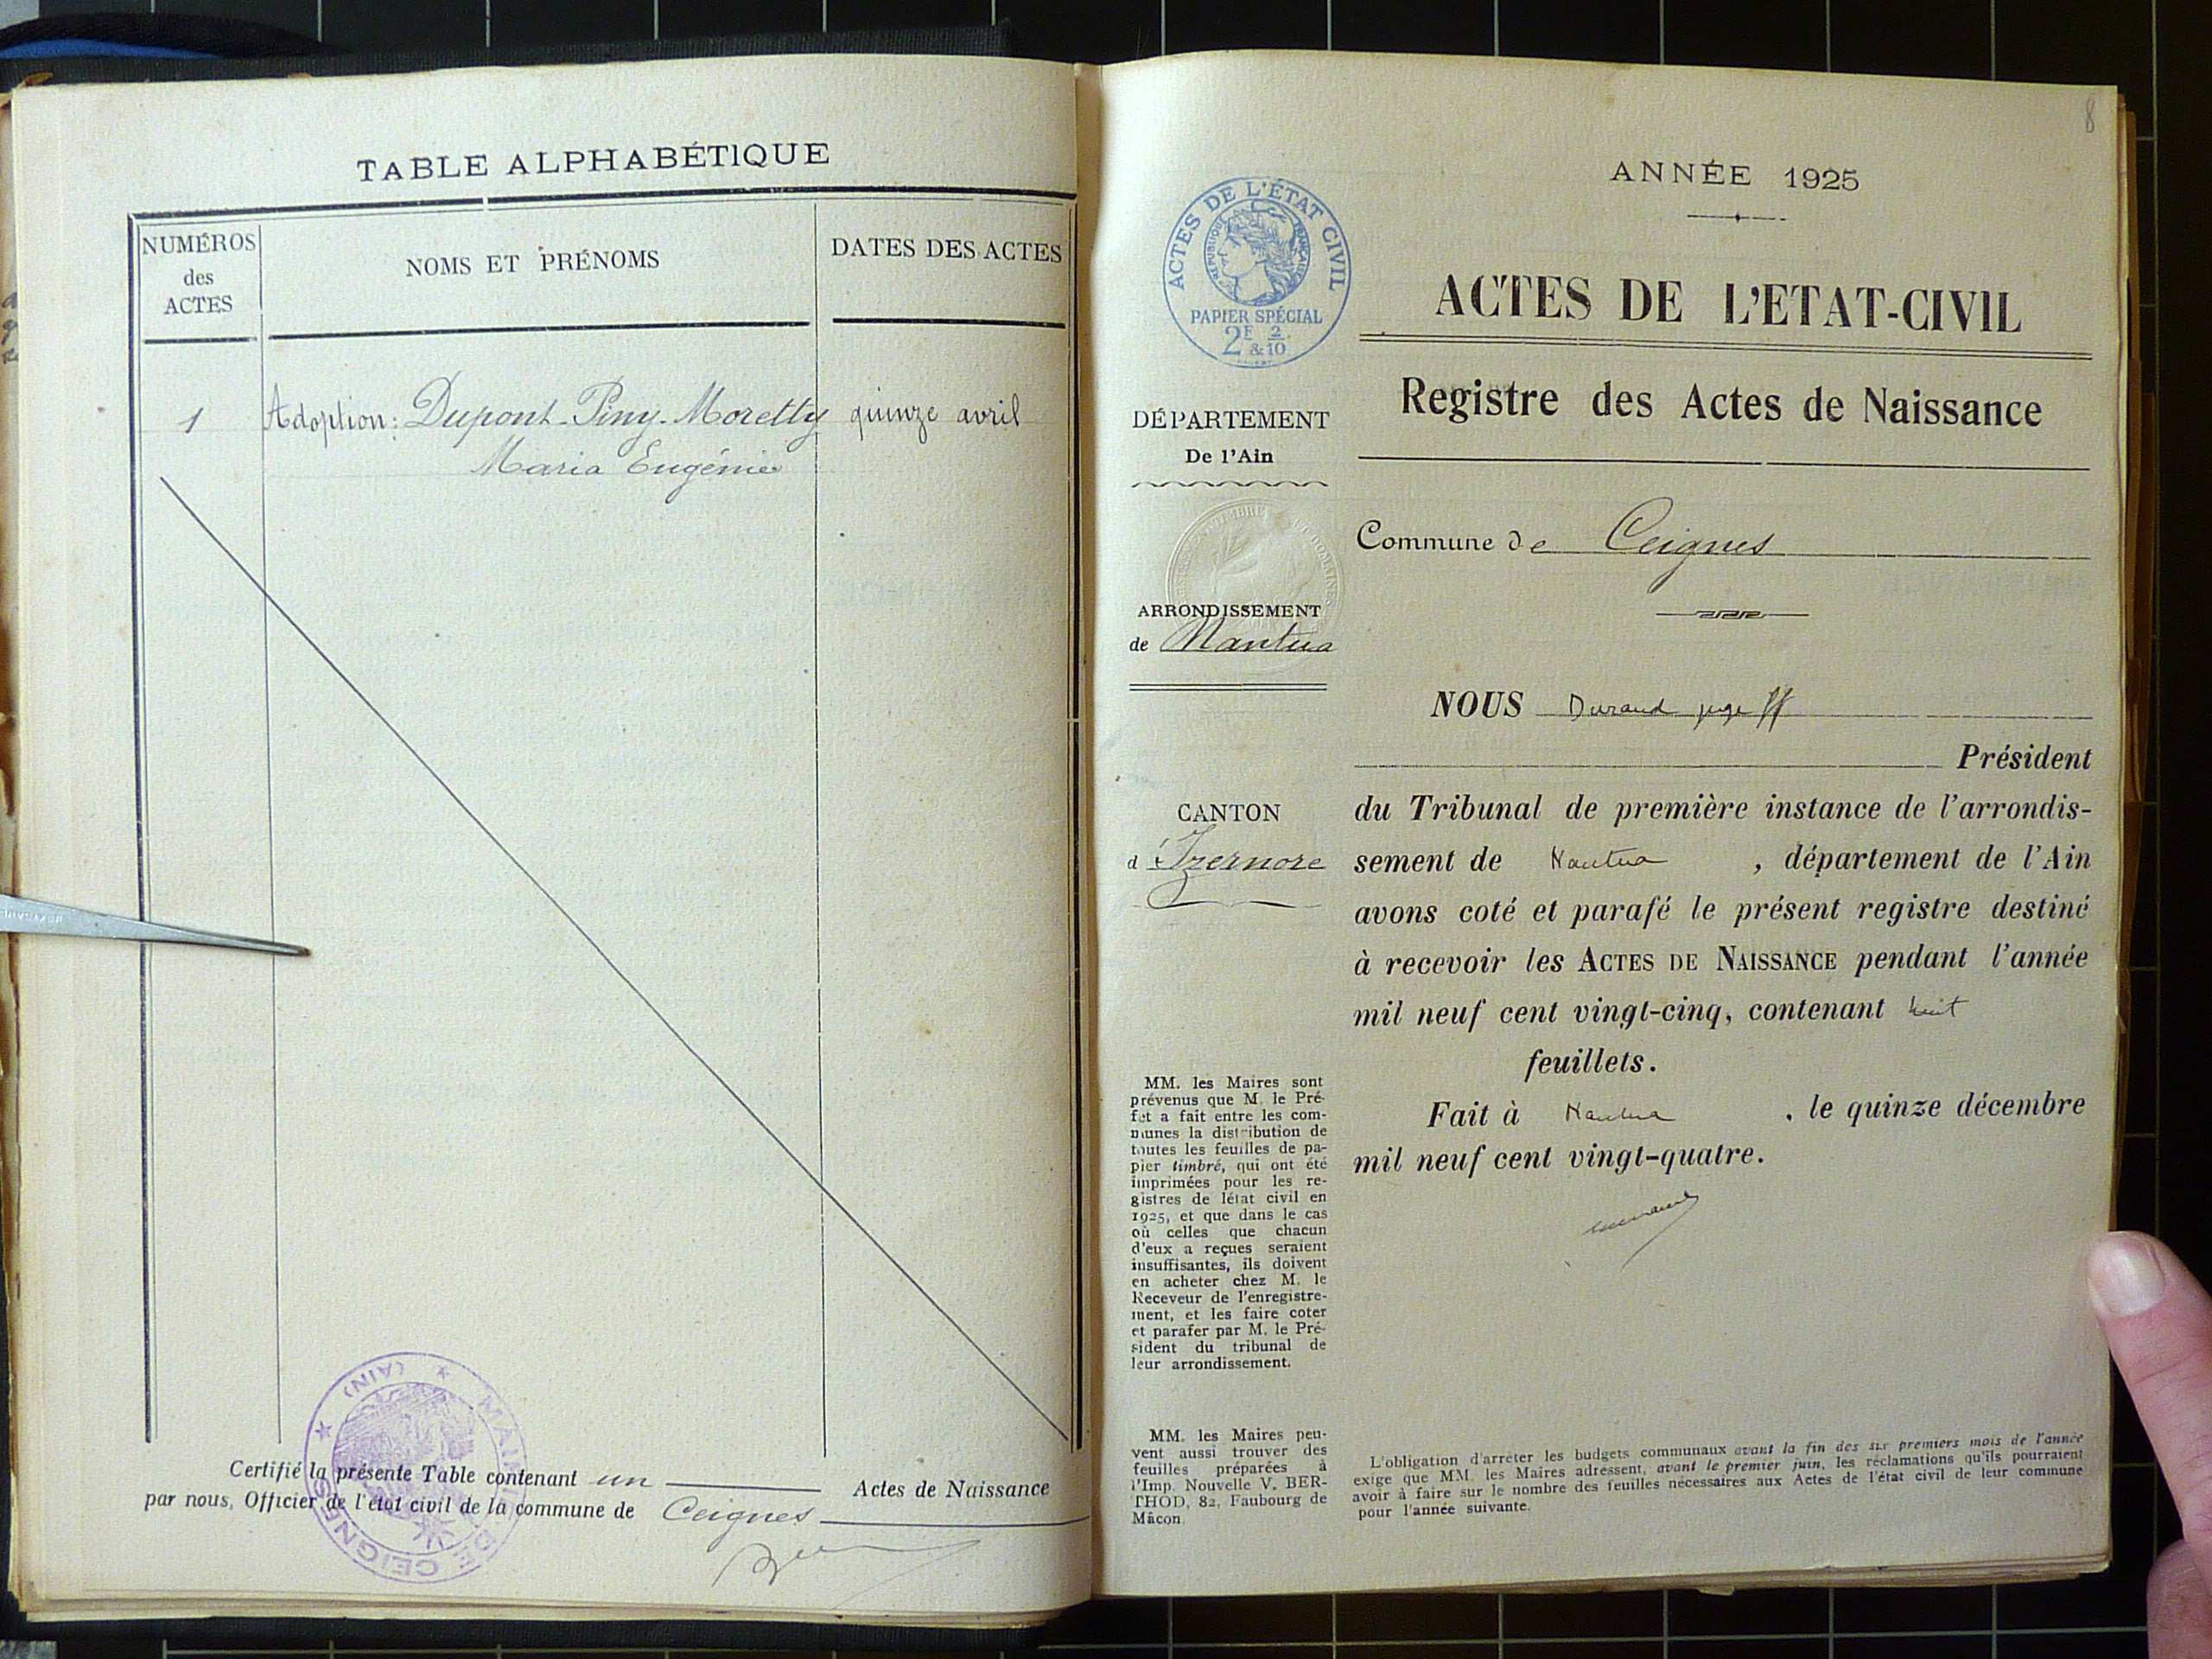 TABLE ALPHABÉTIQUE
NUMÉROS
des
ACTES
NOMS ET PRÉNOMS
DATES DES ACTES
1
Adoption: Dupont-Piny-Moretty
quinze avril
Maria Eugénie
MAIRIE DE CEIGNES
(AIN)
Certifié la présente Table contenant un Actes de Naissance
par nous, Officier de l'état civil de la commune de Ceignes
8
ANNÉE 1925
ACTES DE L'ÉTAT CIVIL
RÉPUBLIQUE FRANÇAISE
PAPIER SPÉCIAL
2F 2
& 10
ACTES DE L'ETAT-CIVIL
Registre des Actes de Naissance
DÉPARTEMENT
De l'Ain
Commune de Ceignes
ARRONDISSEMENT
de Nantua
NOUS Durand juge ff
Président
CANTON
d'Izernore
du Tribunal de première instance de l'arrondis-
sement de Nantua , département de l'Ain
avons coté et parafé le présent registre destiné
à recevoir les ACTES DE NAISSANCE pendant l'année
mil neuf cent vingt-cinq, contenant huit
feuillets.
Fait à Nantua , le quinze décembre
mil neuf cent vingt-quatre.
MM. les Maires sont
prévenus que M. le Pré-
fet a fait entre les com-
munes la distribution de
toutes les feuilles de pa-
pier timbré, qui ont été
imprimées pour les re-
gistres de létat civil en
1925, et que dans le cas
où celles que chacun
d'eux a reçues seraient
insuffisantes, ils doivent
en acheter chez M. le
Receveur de l'enregistre-
ment, et les faire coter
et parafer par M. le Pré-
sident du tribunal de
leur arrondissement.
MM. les Maires peu-
vent aussi trouver des
feuilles préparées à
l'Imp. Nouvelle V. BER-
THOD, 82, Faubourg de
Mâcon.
L'obligation d'arrêter les budgets communaux avant la fin des six premiers mois de l'année
exige que MM. les Maires adressent, avant le premier juin, les réclamations qu'ils pourraient
avoir à faire sur le nombre des feuilles nécessaires aux Actes de l'état civil de leur commune
pour l'année suivante.